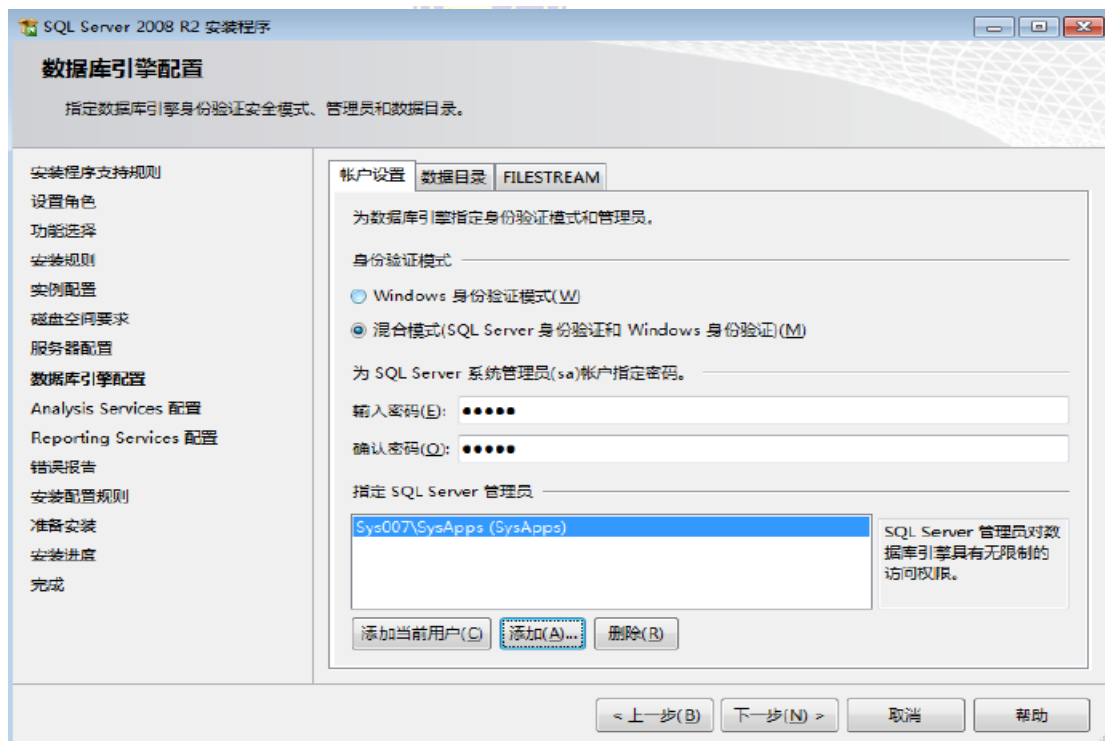 SQL Server 2008 R2 安装程序
数据库引擎配置
指定数据库引擎身份验证安全模式、管理员和数据目录。
安装程序支持规则
设置角色
功能选择
安装规则
实例配置
磁盘空间要求
服务器配置
数据库引擎配置
Analysis Services 配置
Reporting Services 配置
错误报告
安装配置规则
准备安装
安装进度
完成
帐户设置 数据目录 FILESTREAM
为数据库引擎指定身份验证模式和管理员。
身份验证模式
Windows 身份验证模式(W)
混合模式(SQL Server 身份验证和 Windows 身份验证)(M)
为 SQL Server 系统管理员(sa)帐户指定密码。
输入密码(E): ●●●●●
确认密码(O): ●●●●●
指定 SQL Server 管理员
Sys007\SysApps (SysApps)
SQL Server 管理员对数
据库引擎具有无限制的
访问权限。
添加当前用户(C) 添加(A)... 删除(R)
< 上一步(B) 下一步(N) > 取消 帮助